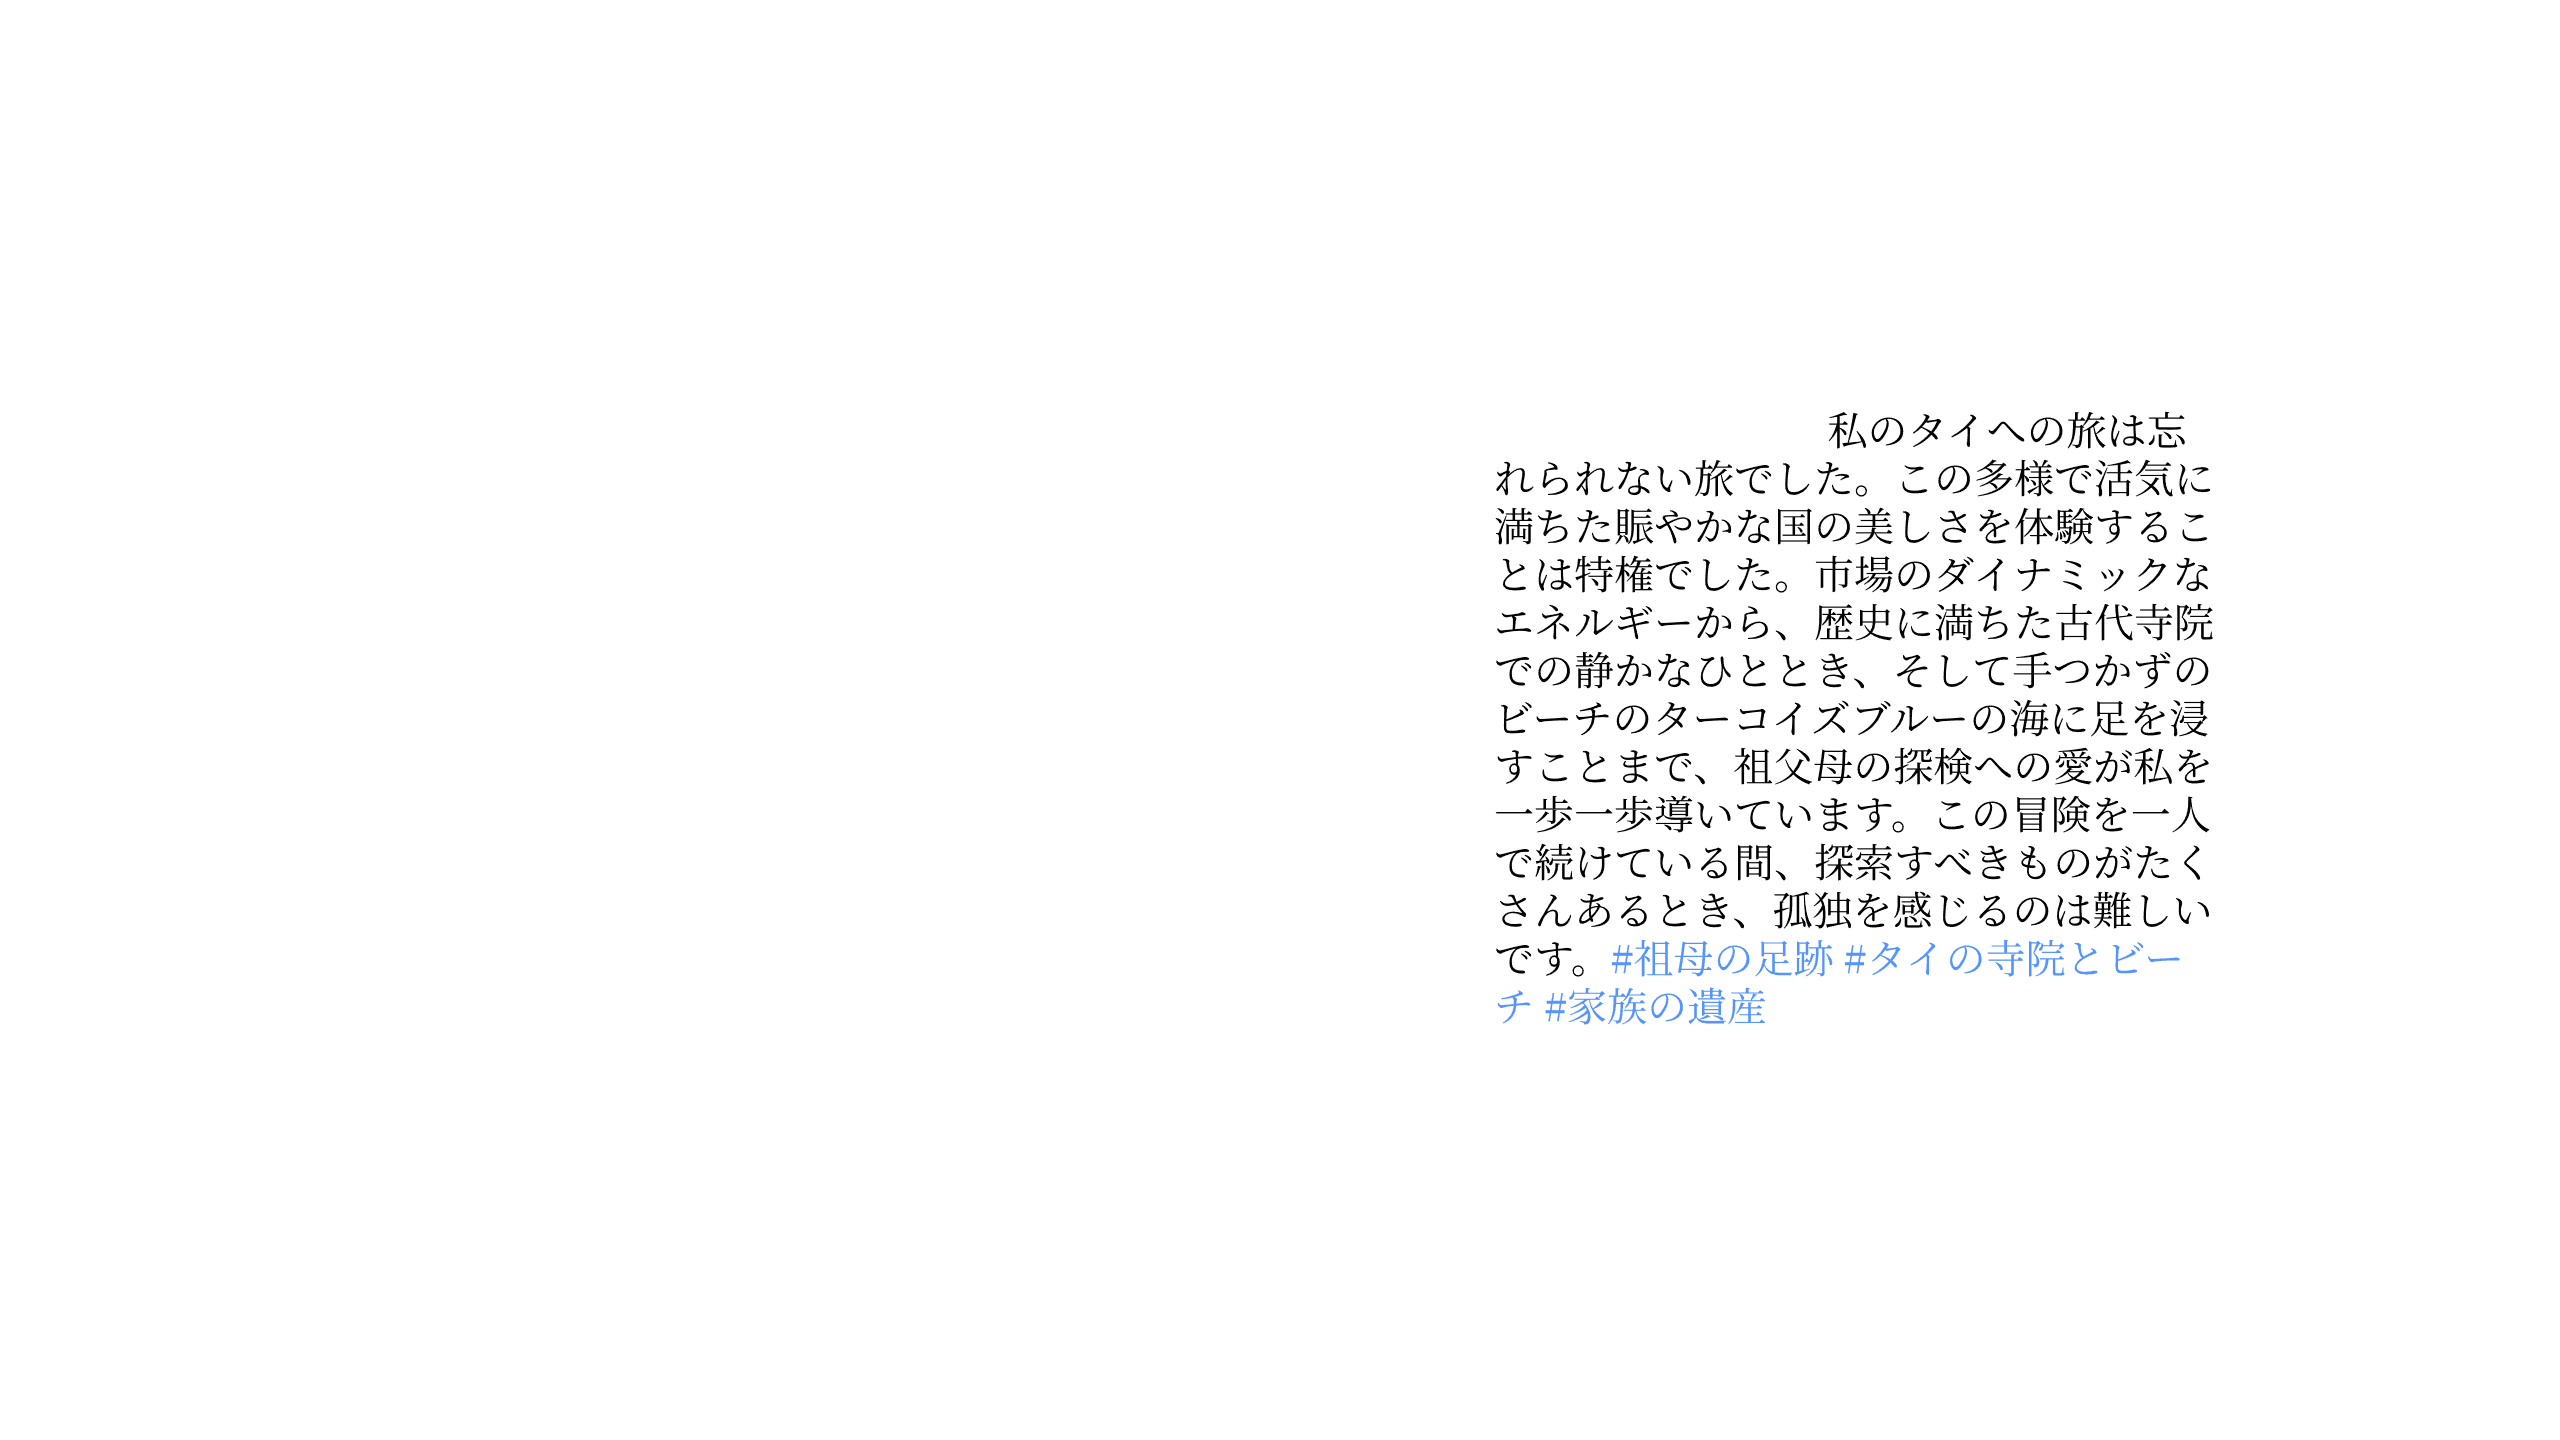 私のタイへの旅は忘
れられない旅でした。この多様で活気に
満ちた賑やかな国の美しさを体験するこ
とは特権でした。市場のダイナミックな
エネルギーから、歴史に満ちた古代寺院
での静かなひととき、そして手つかずの
ビーチのターコイズブルーの海に足を浸
すことまで、祖父母の探検への愛が私を
一歩一歩導いています。この冒険を一人
で続けている間、探索すべきものがたく
さんあるとき、孤独を感じるのは難しい
です。#祖母の足跡 #タイの寺院とビー
チ #家族の遺産